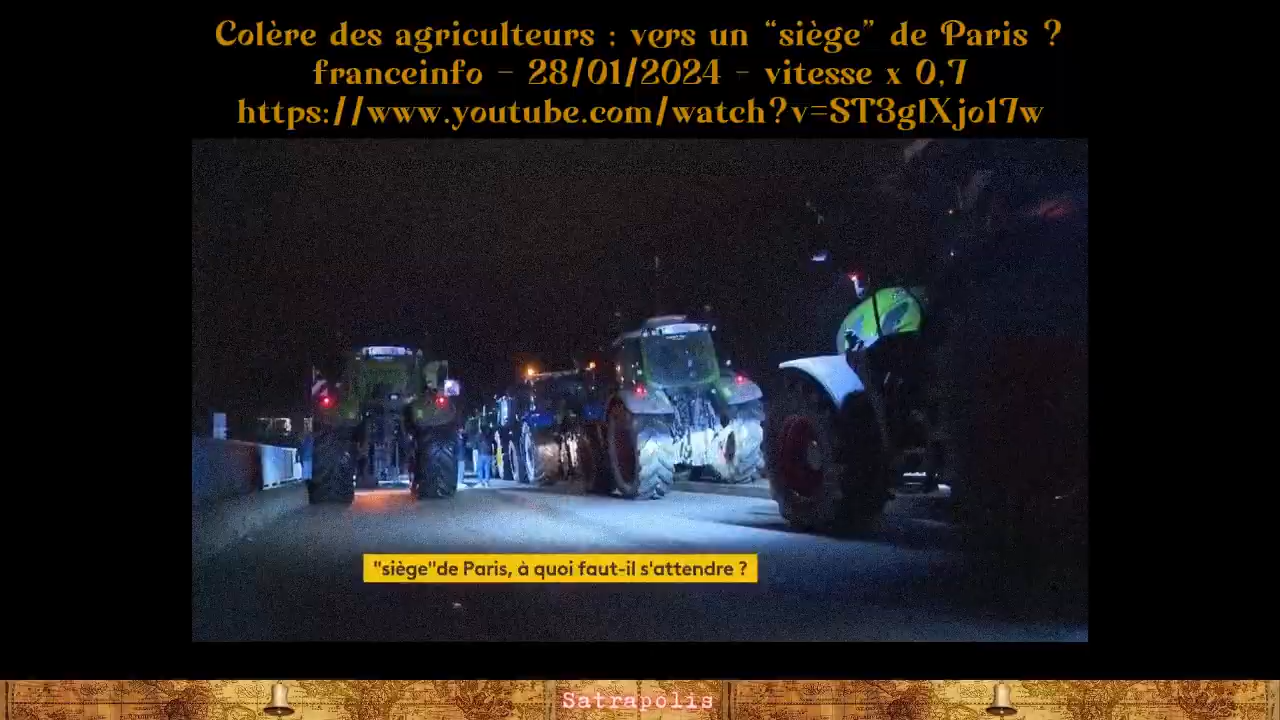 Colère des agriculteurs : vers un “siège” de Paris ?
franceinfo - 28/01/2024 - vitesse x 0,7
https://www.youtube.com/watch?v=ST3glXjo17w
"siège"de Paris, à quoi faut-il s'attendre ?
Satrapolis